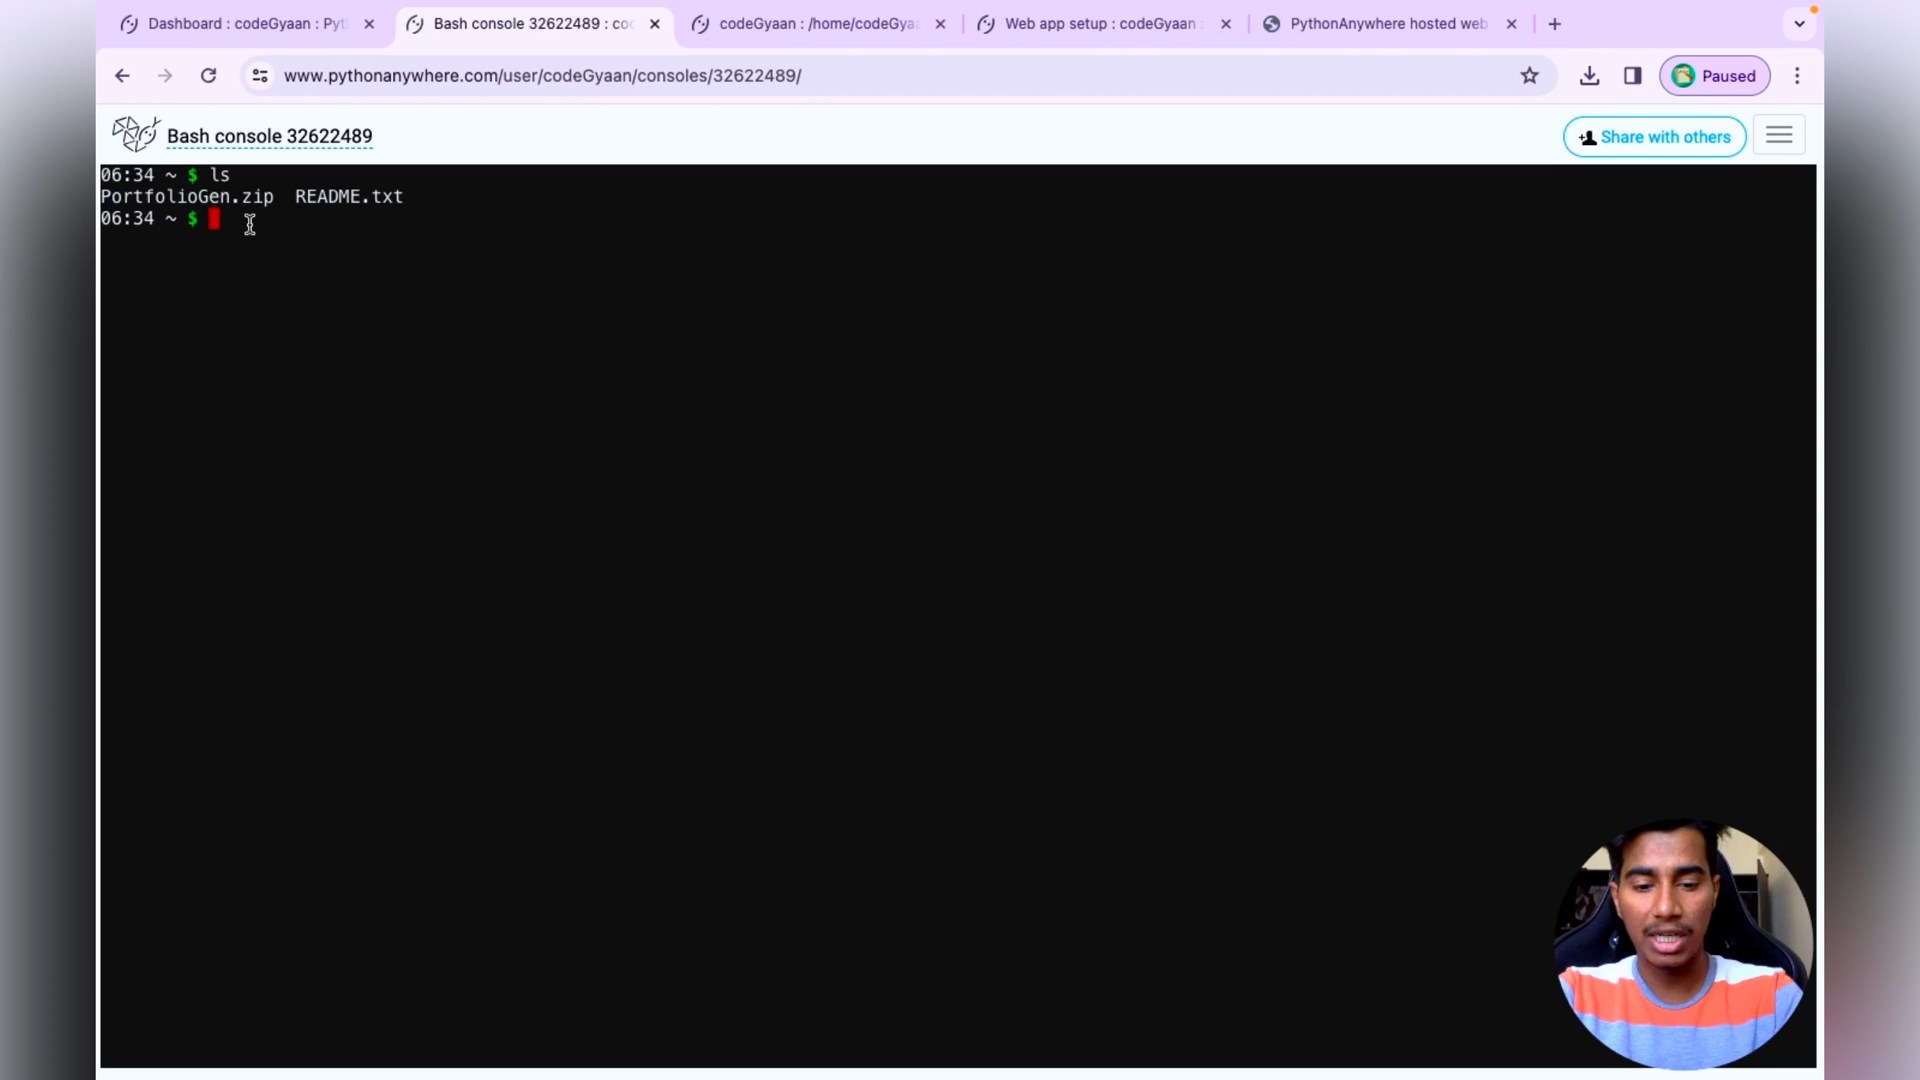 Dashboard : codeGyaan : Pyt
Bash console 32622489 : co
codeGyaan : /home/codeGya
Web app setup : codeGyaan :
PythonAnywhere hosted web
www.pythonanywhere.com/user/codeGyaan/consoles/32622489/
Paused
Bash console 32622489
Share with others
06:34 ~ $ ls
PortfolioGen.zip README.txt
06:34 ~ $